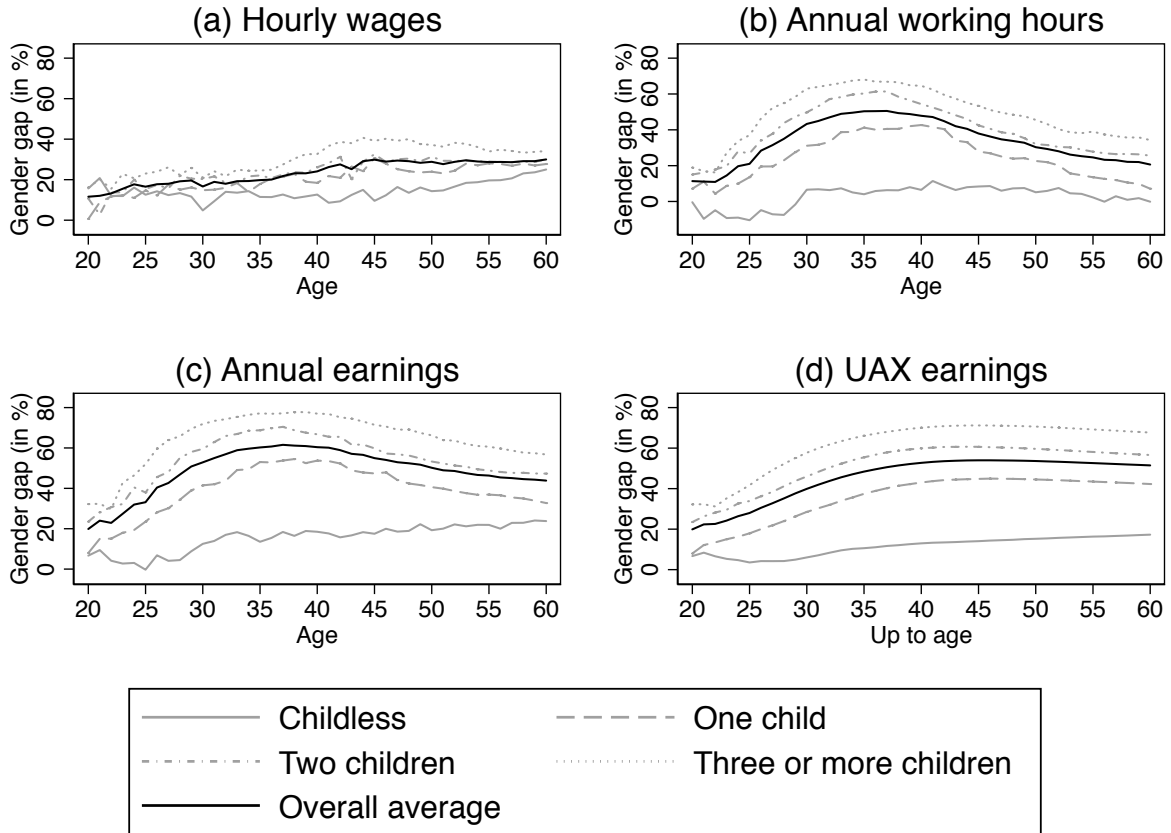 (a) Hourly wages
Gender gap (in %)
80
60
40
20
0
20 25 30 35 40 45 50 55 60
Age
(b) Annual working hours
Gender gap (in %)
80
60
40
20
0
20 25 30 35 40 45 50 55 60
Age
(c) Annual earnings
Gender gap (in %)
80
60
40
20
0
20 25 30 35 40 45 50 55 60
Age
(d) UAX earnings
Gender gap (in %)
80
60
40
20
0
20 25 30 35 40 45 50 55 60
Up to age
Childless
One child
Two children
Three or more children
Overall average